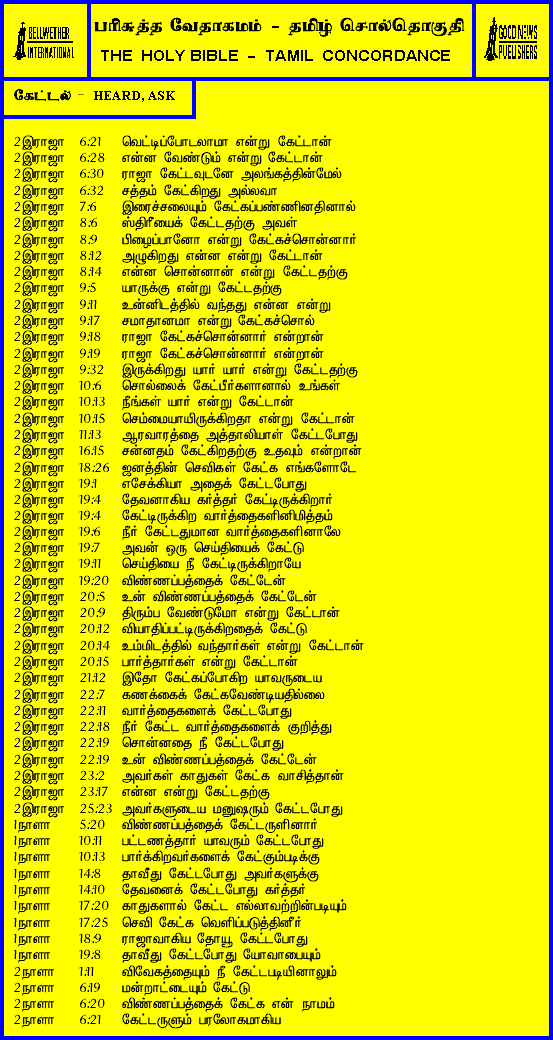 BELLWETHER
INTERNATIONAL
பரிசுத்த வேதாகமம் - தமிழ் சொல்தொகுதி
THE HOLY BIBLE - TAMIL CONCORDANCE
GOOD NEWS
PUBLISHERS
கேட்டல் - HEARD, ASK
2இராஜா 6:21 வெட்டிப்போடலாமா என்று கேட்டான்
2இராஜா 6:28 என்ன வேண்டும் என்று கேட்டான்
2இராஜா 6:30 ராஜா கேட்டவுடனே அலங்கத்தின்மேல்
2இராஜா 6:32 சத்தம் கேட்கிறது அல்லவா
2இராஜா 7:6 இரைச்சலையும் கேட்கப்பண்ணினதினால்
2இராஜா 8:6 ஸ்திரீயைக் கேட்டதற்கு அவள்
2இராஜா 8:9 பிழைப்பானோ என்று கேட்கச்சொன்னார்
2இராஜா 8:12 அழுகிறது என்ன என்று கேட்டான்
2இராஜா 8:14 என்ன சொன்னான் என்று கேட்டதற்கு
2இராஜா 9:5 யாருக்கு என்று கேட்டதற்கு
2இராஜா 9:11 உன்னிடத்தில் வந்தது என்ன என்று
2இராஜா 9:17 சமாதானமா என்று கேட்கச்சொல்
2இராஜா 9:18 ராஜா கேட்கச்சொன்னார் என்றான்
2இராஜா 9:19 ராஜா கேட்கச்சொன்னார் என்றான்
2இராஜா 9:32 இருக்கிறது யார் யார் என்று கேட்டதற்கு
2இராஜா 10:6 சொல்லைக் கேட்பீர்களானால் உங்கள்
2இராஜா 10:13 நீங்கள் யார் என்று கேட்டான்
2இராஜா 10:15 செம்மையாயிருக்கிறதா என்று கேட்டான்
2இராஜா 11:13 ஆரவாரத்தை அத்தாலியாள் கேட்டபோது
2இராஜா 16:15 சன்னதம் கேட்கிறதற்கு உதவும் என்றான்
2இராஜா 18:26 ஜனத்தின் செவிகள் கேட்க எங்களோடே
2இராஜா 19:1 எசேக்கியா அதைக் கேட்டபோது
2இராஜா 19:4 தேவனாகிய கர்த்தர் கேட்டிருக்கிறார்
2இராஜா 19:4 கேட்டிருக்கிற வார்த்தைகளினிமித்தம்
2இராஜா 19:6 நீர் கேட்டதுமான வார்த்தைகளினாலே
2இராஜா 19:7 அவன் ஒரு செய்தியைக் கேட்டு
2இராஜா 19:11 செய்தியை நீ கேட்டிருக்கிறாயே
2இராஜா 19:20 விண்ணப்பத்தைக் கேட்டேன்
2இராஜா 20:5 உன் விண்ணப்பத்தைக் கேட்டேன்
2இராஜா 20:9 திரும்ப வேண்டுமோ என்று கேட்டான்
2இராஜா 20:12 வியாதிப்பட்டிருக்கிறதைக் கேட்டு
2இராஜா 20:14 உம்மிடத்தில் வந்தார்கள் என்று கேட்டான்
2இராஜா 20:15 பார்த்தார்கள் என்று கேட்டான்
2இராஜா 21:12 இதோ கேட்கப்போகிற யாவருடைய
2இராஜா 22:7 கணக்கைக் கேட்கவேண்டியதில்லை
2இராஜா 22:11 வார்த்தைகளைக் கேட்டபோது
2இராஜா 22:18 நீர் கேட்ட வார்த்தைகளைக் குறித்து
2இராஜா 22:19 சொன்னதை நீ கேட்டபோது
2இராஜா 22:19 உன் விண்ணப்பத்தைக் கேட்டேன்
2இராஜா 23:2 அவர்கள் காதுகள் கேட்க வாசித்தான்
2இராஜா 23:17 என்ன என்று கேட்டதற்கு
2இராஜா 25:23 அவர்களுடைய மனுஷரும் கேட்டபோது
1நாளா 5:20 விண்ணப்பத்தைக் கேட்டருளினார்
1நாளா 10:11 பட்டணத்தார் யாவரும் கேட்டபோது
1நாளா 10:13 பார்க்கிறவர்களைக் கேட்கும்படிக்கு
1நாளா 14:8 தாவீது கேட்டபோது அவர்களுக்கு
1நாளா 14:10 தேவனைக் கேட்டபோது கர்த்தர்
1நாளா 17:20 காதுகளால் கேட்ட எல்லாவற்றின்படியும்
1நாளா 17:25 செவி கேட்க வெளிப்படுத்தினீர்
1நாளா 18:9 ராஜாவாகிய தோயூ கேட்டபோது
1நாளா 19:8 தாவீது கேட்டபோது யோவாபையும்
2நாளா 1:11 விவேகத்தையும் நீ கேட்டபடியினாலும்
2நாளா 6:19 மன்றாட்டையும் கேட்டு
2நாளா 6:20 விண்ணப்பத்தைக் கேட்க என் நாமம்
2நாளா 6:21 கேட்டருளும் பரலோகமாகிய